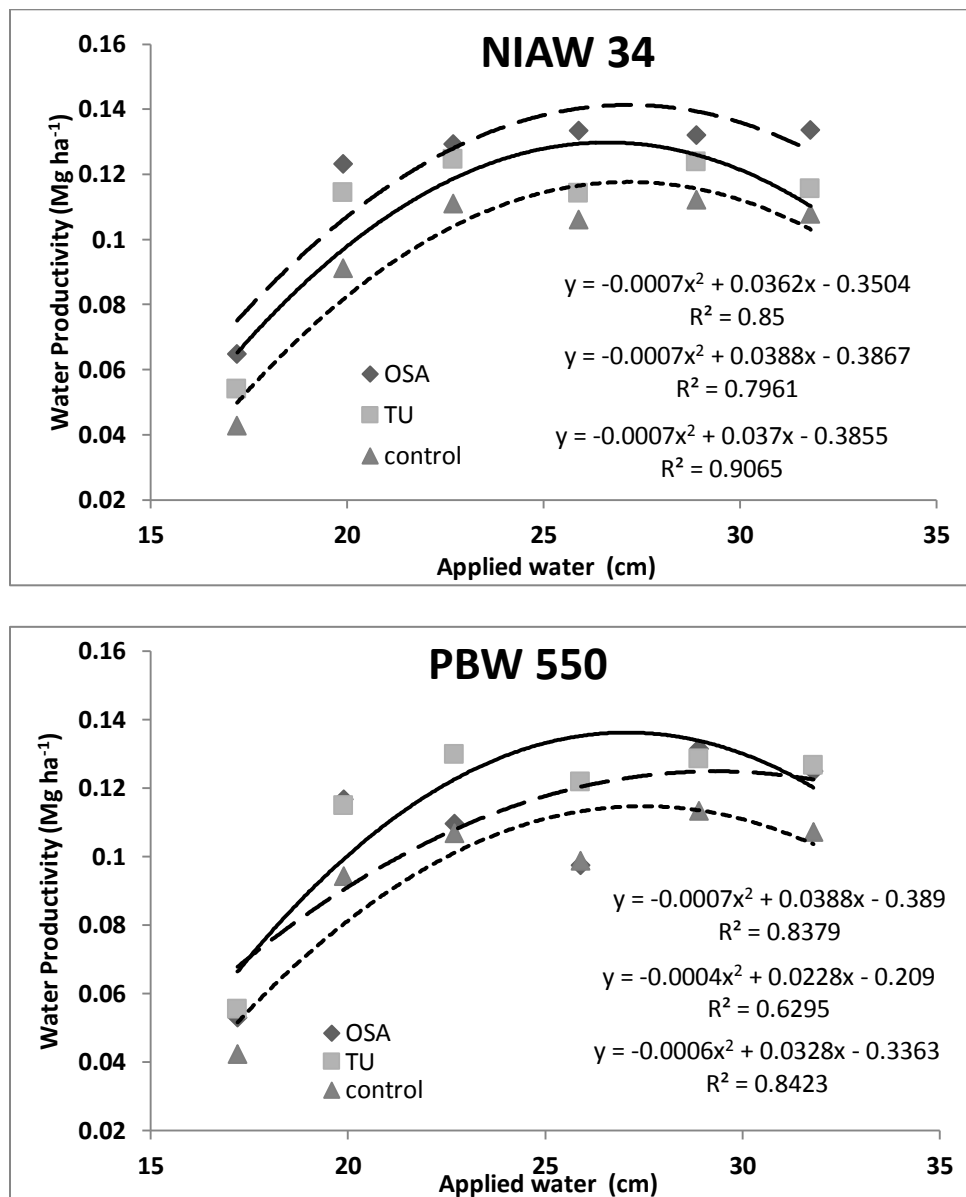 NIAW 34
Water Productivity (Mg ha⁻¹)
0.16
0.14
0.12
0.1
0.08
0.06
0.04
0.02
y = -0.0007x² + 0.0362x - 0.3504
R² = 0.85
y = -0.0007x² + 0.0388x - 0.3867
R² = 0.7961
y = -0.0007x² + 0.037x - 0.3855
R² = 0.9065
OSA
TU
control
15 20 25 30 35
Applied water (cm)
PBW 550
Water Productivity (Mg ha⁻¹)
0.16
0.14
0.12
0.1
0.08
0.06
0.04
0.02
y = -0.0007x² + 0.0388x - 0.389
R² = 0.8379
y = -0.0004x² + 0.0228x - 0.209
R² = 0.6295
y = -0.0006x² + 0.0328x - 0.3363
R² = 0.8423
OSA
TU
control
15 20 25 30 35
Applied water (cm)